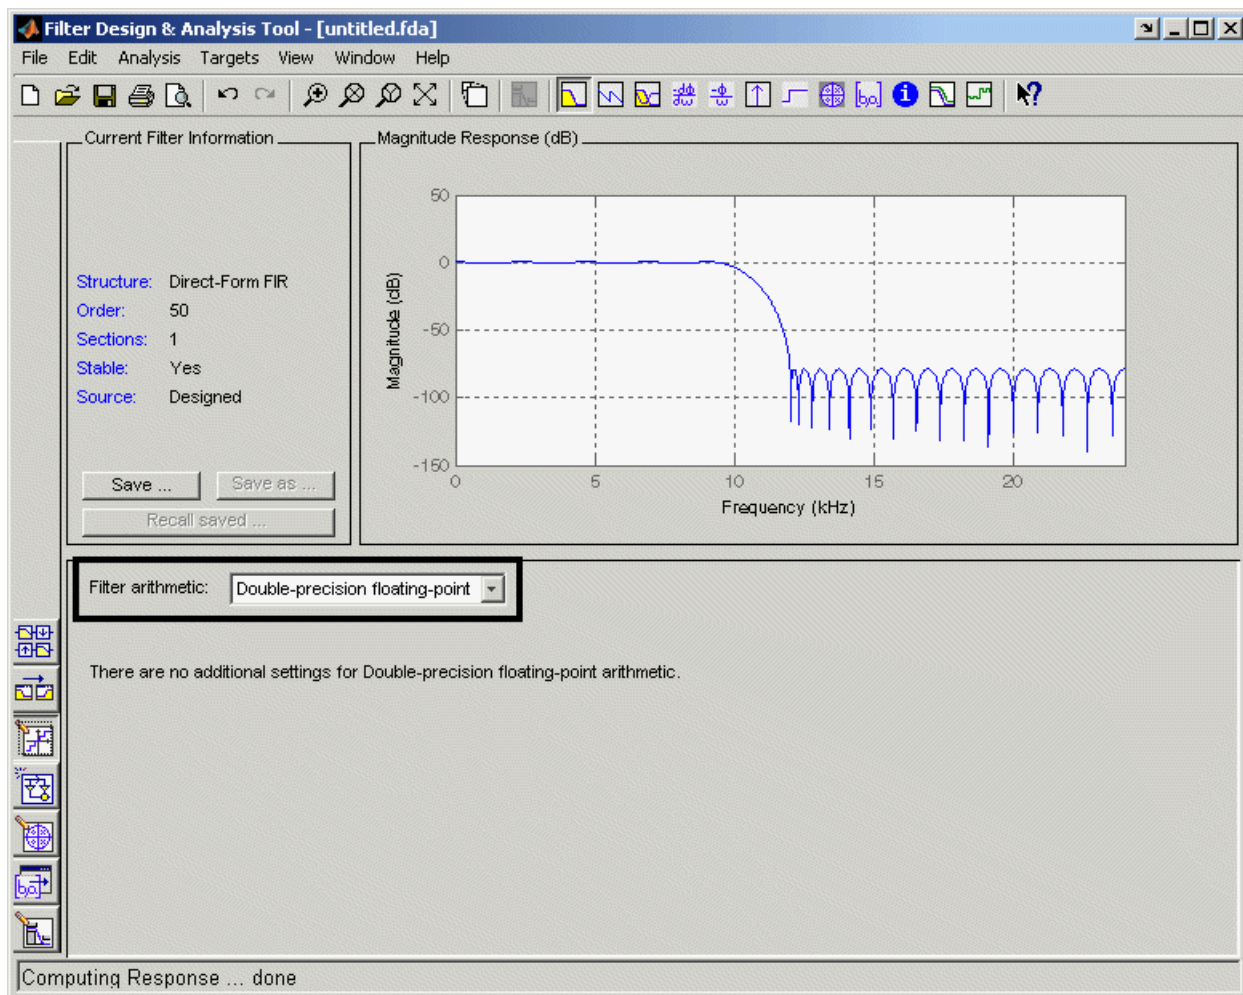 Filter Design & Analysis Tool - [untitled.fda]
File Edit Analysis Targets View Window Help
Current Filter Information
Structure: Direct-Form FIR
Order: 50
Sections: 1
Stable: Yes
Source: Designed
Save ... Save as ...
Recall saved ...
Magnitude Response (dB)
50
0
-50
-100
-150
Magnitude (dB)
0 5 10 15 20
Frequency (kHz)
Filter arithmetic: Double-precision floating-point
There are no additional settings for Double-precision floating-point arithmetic.
Computing Response ... done